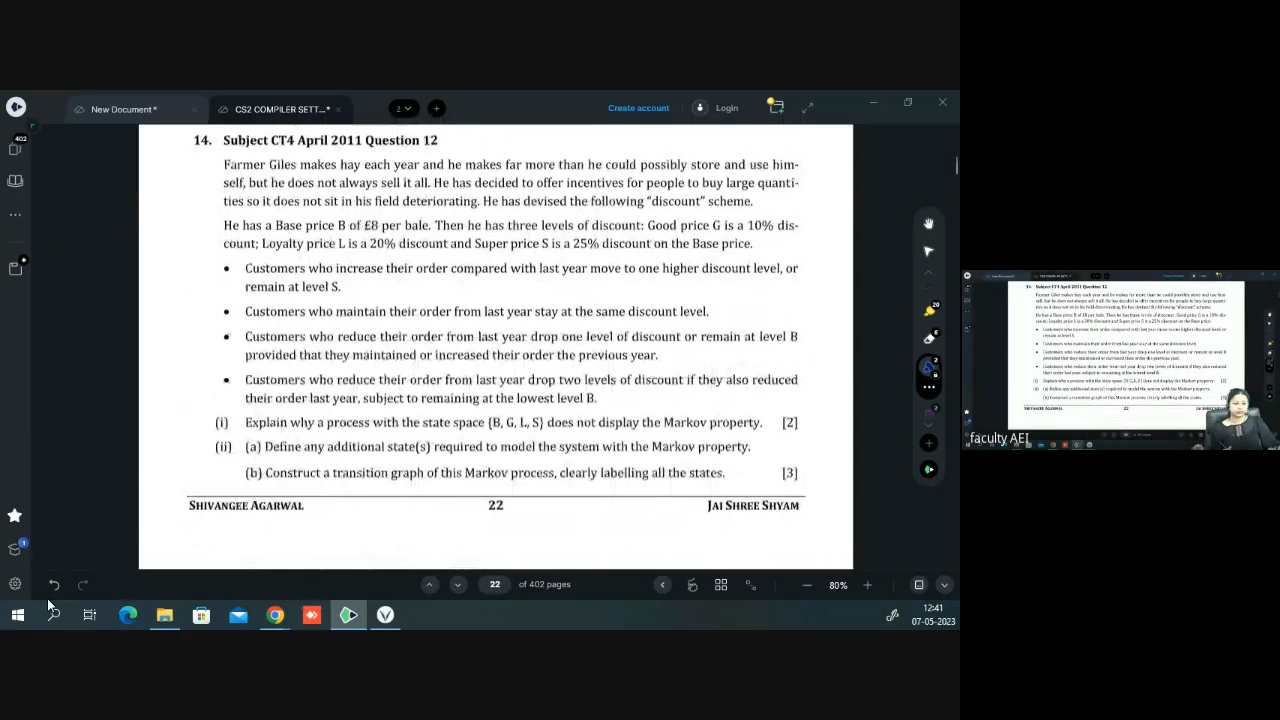 New Document*
CS2 COMPILER SETT...*
2
Create account
Login
402
14. Subject CT4 April 2011 Question 12
Farmer Giles makes hay each year and he makes far more than he could possibly store and use him-
self, but he does not always sell it all. He has decided to offer incentives for people to buy large quanti-
ties so it does not sit in his field deteriorating. He has devised the following “discount” scheme.
He has a Base price B of £8 per bale. Then he has three levels of discount: Good price G is a 10% dis-
count; Loyalty price L is a 20% discount and Super price S is a 25% discount on the Base price.
• Customers who increase their order compared with last year move to one higher discount level, or
remain at level S.
• Customers who maintain their order from last year stay at the same discount level.
• Customers who reduce their order from last year drop one level of discount or remain at level B
provided that they maintained or increased their order the previous year.
• Customers who reduce their order from last year drop two levels of discount if they also reduced
their order last year, subject to remaining at the lowest level B.
(i) Explain why a process with the state space {B, G, L, S} does not display the Markov property. [2]
(ii) (a) Define any additional state(s) required to model the system with the Markov property.
(b) Construct a transition graph of this Markov process, clearly labelling all the states. [3]
SHIVANGEE AGARWAL 22 JAI SHREE SHYAM
22 of 402 pages
80%
12:41
07-05-2023
14. Subject CT4 April 2011 Question 12
faculty AEI